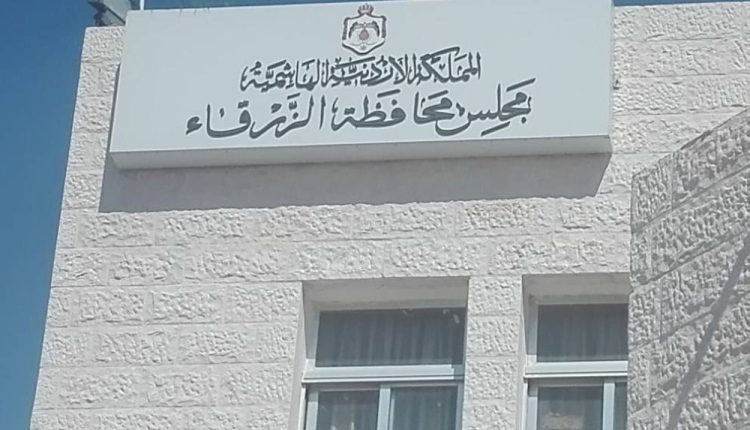 المملكة الأردنية الهاشمية
مجلس محافظة الزرقاء